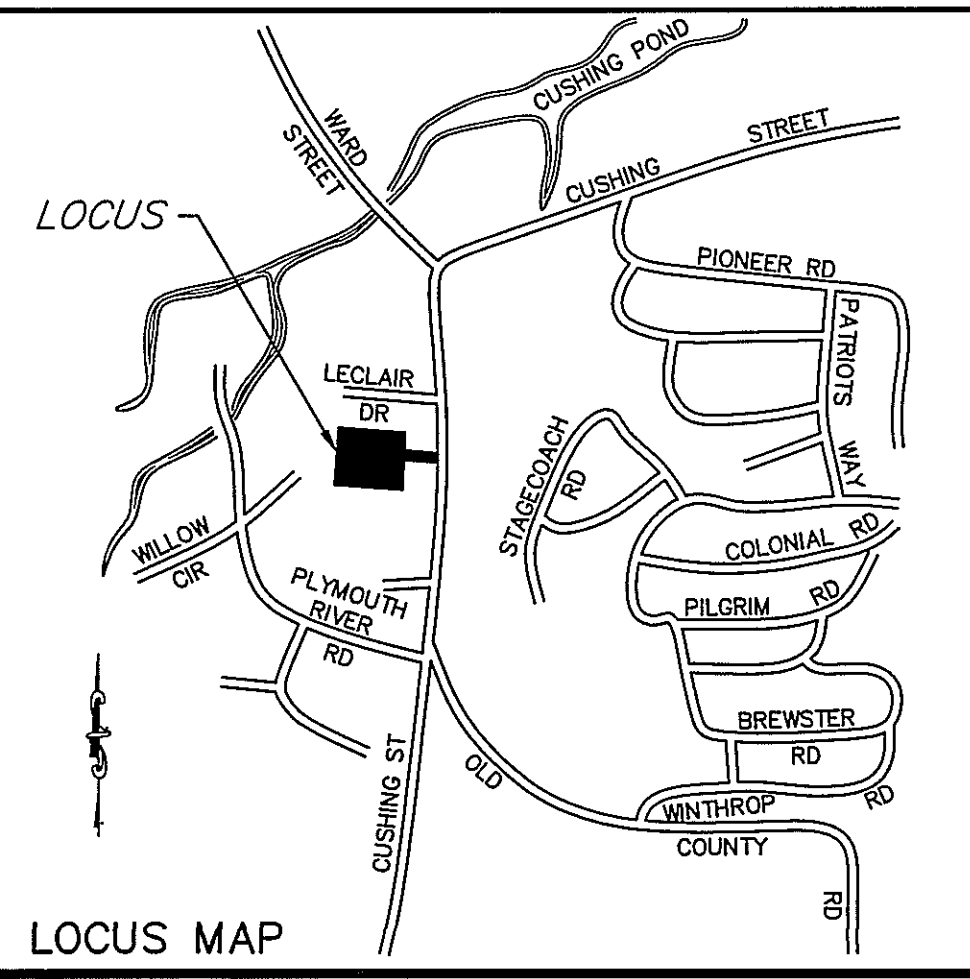 CUSHING POND
WARD
STREET
CUSHING STREET
LOCUS
PIONEER RD
PATRIOTS WAY
LECLAIR
DR
STAGECOACH
RD
COLONIAL RD
WILLOW
CIR
PLYMOUTH
RIVER
RD
PILGRIM RD
BREWSTER
RD
CUSHING ST
OLD
WINTHROP RD
COUNTY
RD
LOCUS MAP